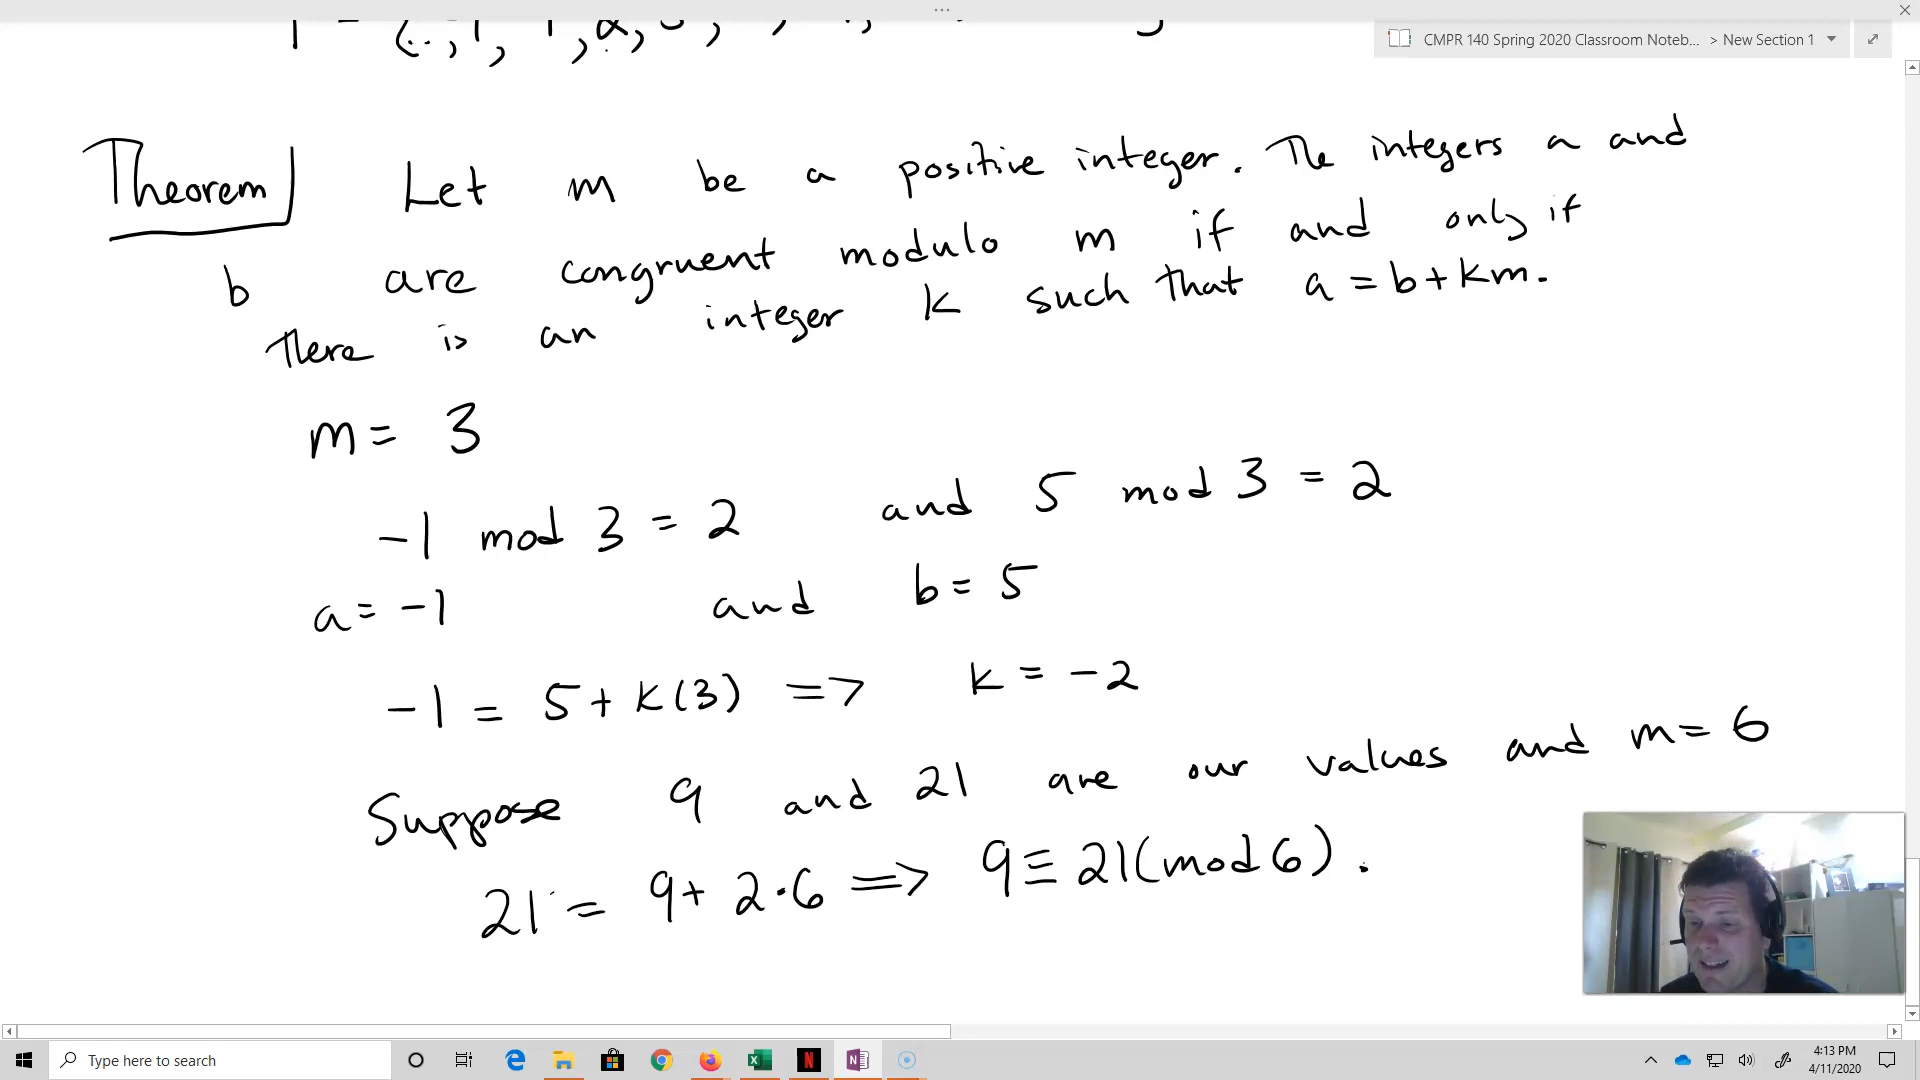 CMPR 140 Spring 2020 Classroom Noteb... > New Section 1
Theorem Let m be a positive integer. The integers a and
b are congruent modulo m if and only if
there is an integer k such that a = b + km.
m = 3
-1 mod 3 = 2 and 5 mod 3 = 2
a = -1 and b = 5
-1 = 5 + k(3) => k = -2
Suppose 9 and 21 are our values and m = 6
21 = 9 + 2·6 => 9 ≡ 21(mod 6).
Type here to search
4:13 PM
4/11/2020